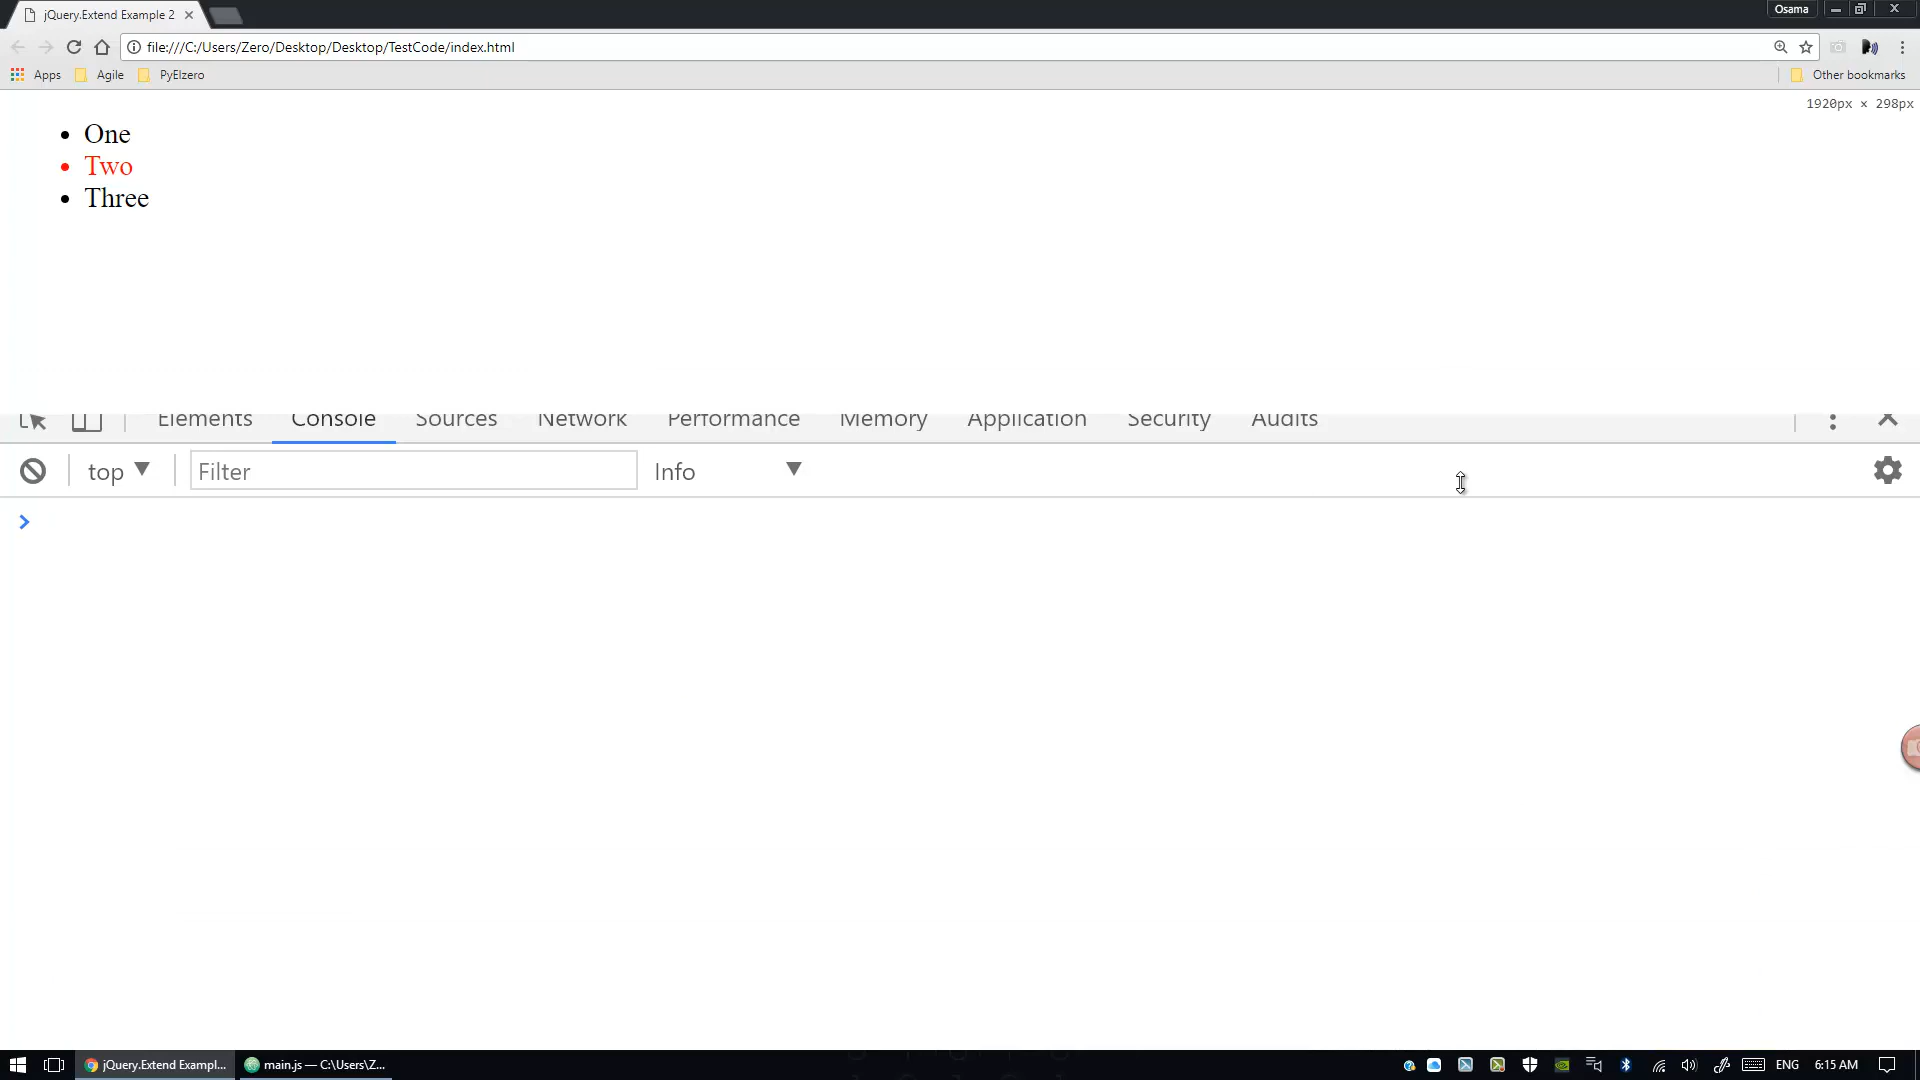 jQuery.Extend Example 2
Osama
file:///C:/Users/Zero/Desktop/Desktop/TestCode/index.html
Apps Agile PyElzero Other bookmarks
1920px × 298px
One
Two
Three
Elements Console Sources Network Performance Memory Application Security Audits
top Filter Info
jQuery.Extend Exampl... main.js — C:\Users\Z... ENG 6:15 AM